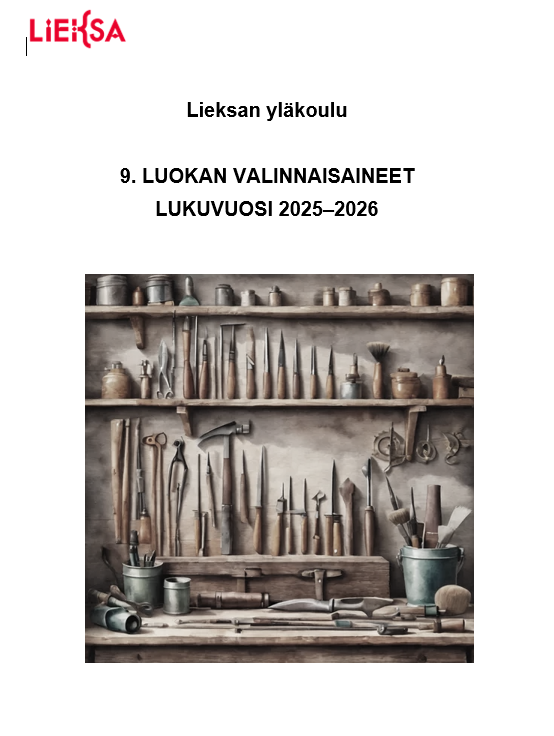 LIEKSA
Lieksan yläkoulu
9. LUOKAN VALINNAISAINEET
LUKUVUOSI 2025–2026